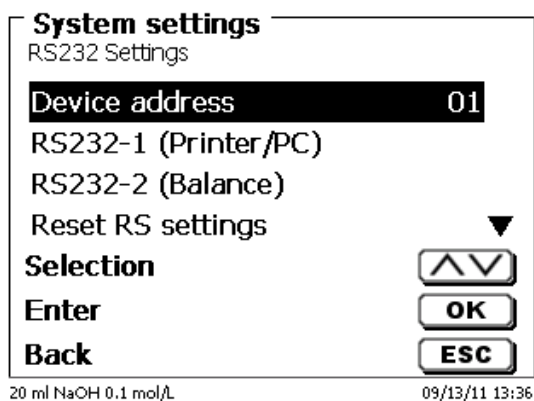 System settings
RS232 Settings
Device address 01
RS232-1 (Printer/PC)
RS232-2 (Balance)
Reset RS settings
Selection
Enter OK
Back ESC
20 ml NaOH 0.1 mol/L 09/13/11 13:36